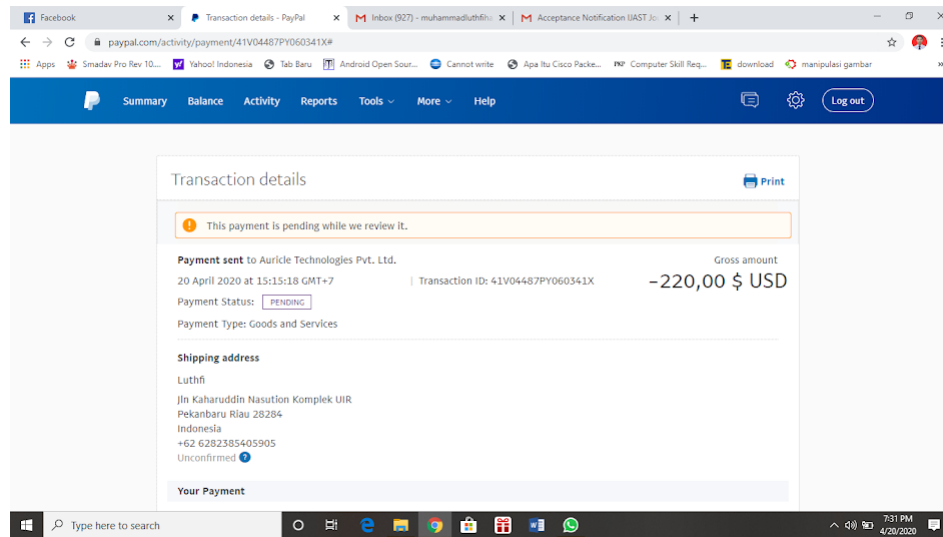 Facebook
Transaction details - PayPal
Inbox (927) - muhammadluthfiha
Acceptance Notification IJAST Jo
paypal.com/activity/payment/41V04487PY060341X#
Apps Smadav Pro Rev 10.... Yahoo! Indonesia Tab Baru Android Open Sour... Cannot write Apa Itu Cisco Packe... Computer Skill Req... download manipulasi gambar
Summary Balance Activity Reports Tools More Help Log out
Transaction details
Print
! This payment is pending while we review it.
Payment sent to Auricle Technologies Pvt. Ltd.
Gross amount
20 April 2020 at 15:15:18 GMT+7 | Transaction ID: 41V04487PY060341X
-220,00 $ USD
Payment Status: PENDING
Payment Type: Goods and Services
Shipping address
Luthfi
Jln Kaharuddin Nasution Komplek UIR
Pekanbaru Riau 28284
Indonesia
+62 6282385405905
Unconfirmed ?
Your Payment
Type here to search
7:31 PM
4/20/2020